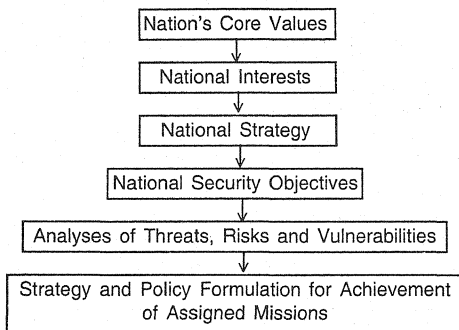 Nation's Core Values
National Interests
National Strategy
National Security Objectives
Analyses of Threats, Risks and Vulnerabilities
Strategy and Policy Formulation for Achievement
of Assigned Missions